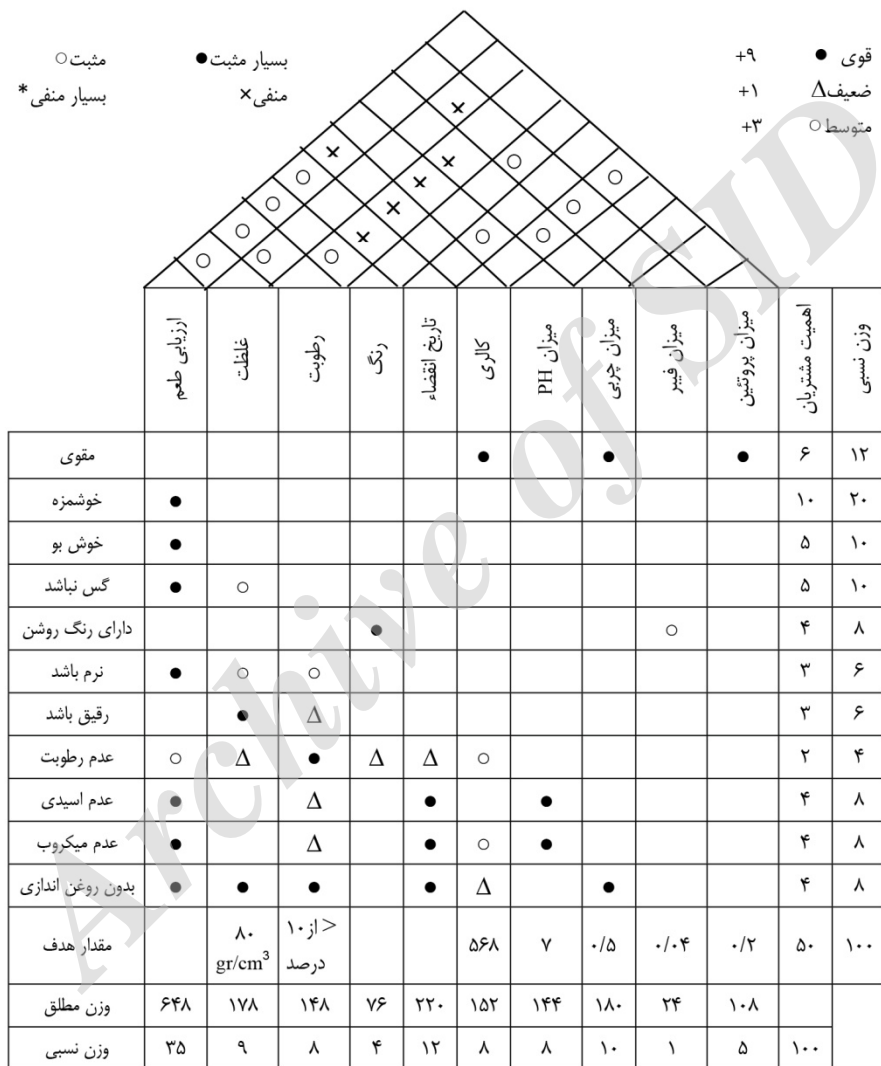 مثبت ○ بسیار مثبت ● قوی ● +۹
بسیار منفی * منفی × ضعیف Δ +۱
متوسط ○ +۳
ارزیابی طعم
غلظت
رطوبت
رنگ
تاریخ انقضاء
کالری
میزان PH
میزان چربی
میزان فیبر
میزان پروتئین
اهمیت مشتریان
وزن نسبی
مقوی ● ● ● ۶ ۱۲
خوشمزه ● ۱۰ ۲۰
خوش بو ● ۵ ۱۰
گس نباشد ● ○ ۵ ۱۰
دارای رنگ روشن ● ○ ۴ ۸
نرم باشد ● ○ ○ ۳ ۶
رقیق باشد ● Δ ۳ ۶
عدم رطوبت ○ Δ ● Δ Δ ○ ۲ ۴
عدم اسیدی ● Δ ● ● ۴ ۸
عدم میکروب ● Δ ● ○ ● ۴ ۸
بدون روغن اندازی ● ● ● ● Δ ● ۴ ۸
مقدار هدف ۸۰ gr/cm³ < از۱۰ درصد ۵۶۸ ۷ ۰/۵ ۰/۰۴ ۰/۲ ۵۰ ۱۰۰
وزن مطلق ۶۴۸ ۱۷۸ ۱۴۸ ۷۶ ۲۲۰ ۱۵۲ ۱۴۴ ۱۸۰ ۲۴ ۱۰۸
وزن نسبی ۳۵ ۹ ۸ ۴ ۱۲ ۸ ۸ ۱۰ ۱ ۵ ۱۰۰
Archive of SID